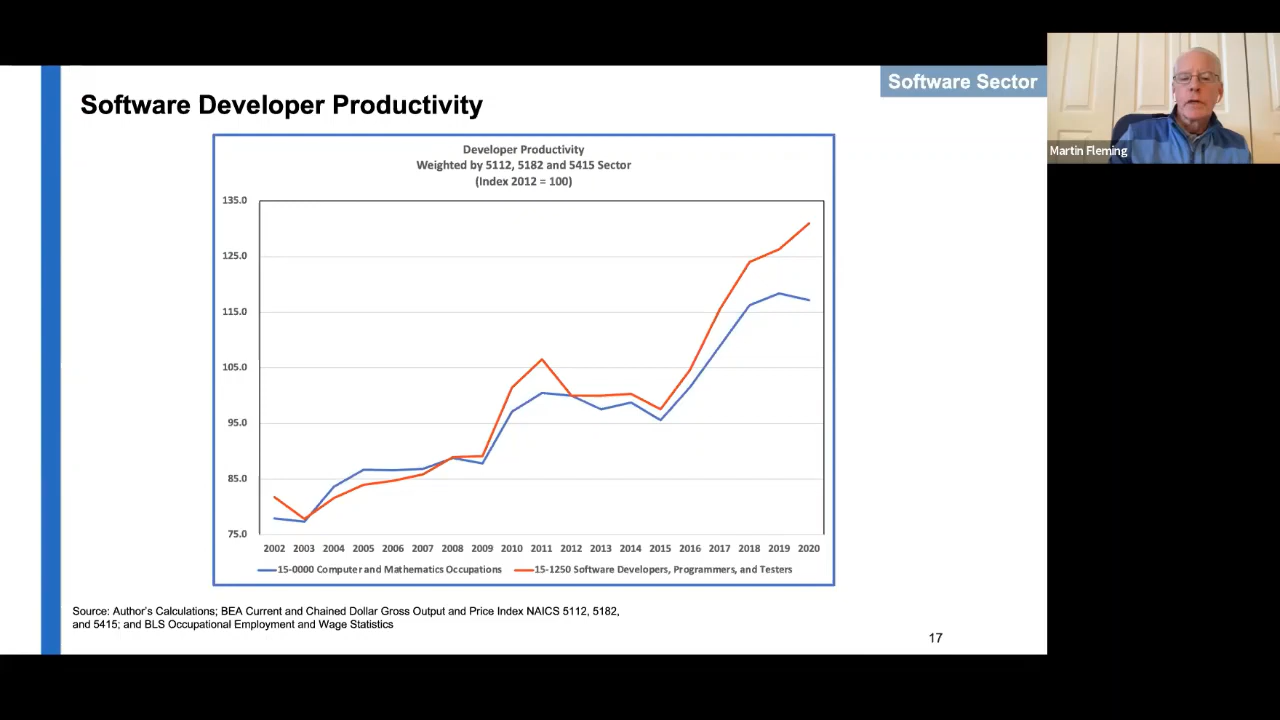 Software Sector
Software Developer Productivity
Martin Fleming
Developer Productivity
Weighted by 5112, 5182 and 5415 Sector
(Index 2012 = 100)
135.0
125.0
115.0
105.0
95.0
85.0
75.0
2002 2003 2004 2005 2006 2007 2008 2009 2010 2011 2012 2013 2014 2015 2016 2017 2018 2019 2020
15-0000 Computer and Mathematics Occupations 15-1250 Software Developers, Programmers, and Testers
Source: Author's Calculations; BEA Current and Chained Dollar Gross Output and Price Index NAICS 5112, 5182,
and 5415; and BLS Occupational Employment and Wage Statistics
17